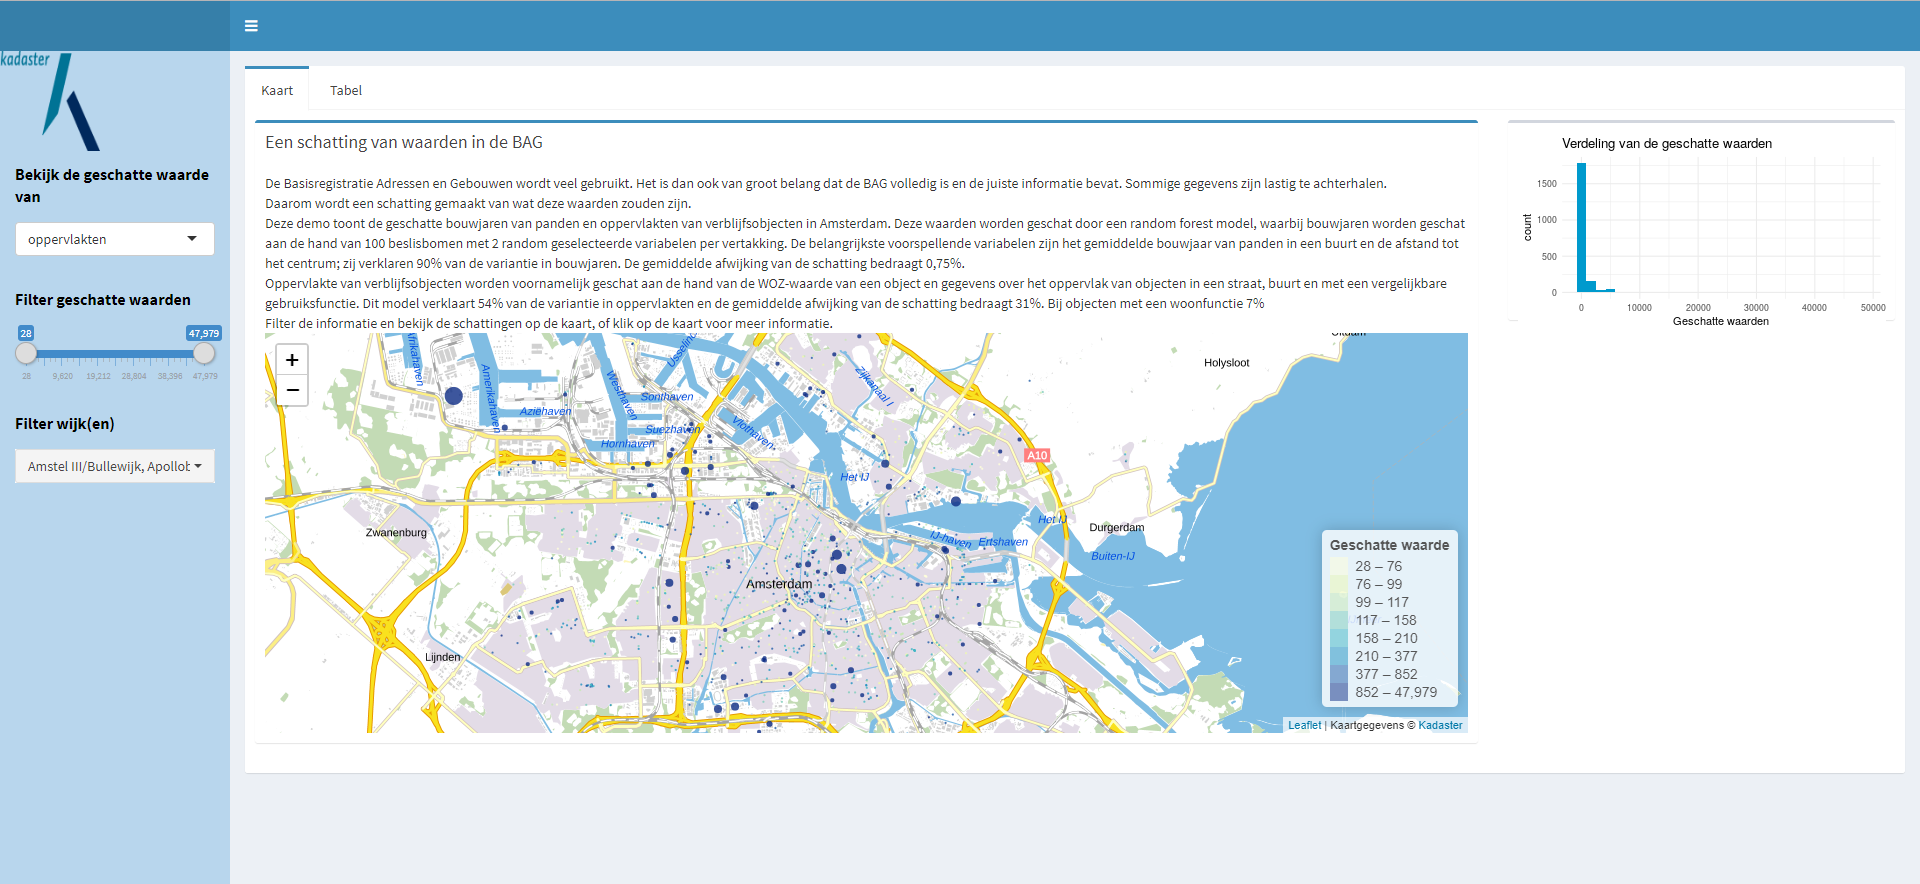 kadaster
Bekijk de geschatte waarde
van
oppervlakten
Filter geschatte waarden
28 47,979
28 9,620 19,212 28,804 38,396 47,979
Filter wijk(en)
Amstel III/Bullewijk, Apollob
Kaart Tabel
Een schatting van waarden in de BAG
De Basisregistratie Adressen en Gebouwen wordt veel gebruikt. Het is dan ook van groot belang dat de BAG volledig is en de juiste informatie bevat. Sommige gegevens zijn lastig te achterhalen.
Daarom wordt een schatting gemaakt van wat deze waarden zouden zijn.
Deze demo toont de geschatte bouwjaren van panden en oppervlakten van verblijfsobjecten in Amsterdam. Deze waarden worden geschat door een random forest model, waarbij bouwjaren worden geschat
aan de hand van 100 beslisbomen met 2 random geselecteerde variabelen per vertakking. De belangrijkste voorspellende variabelen zijn het gemiddelde bouwjaar van panden in een buurt en de afstand tot
het centrum; zij verklaren 90% van de variantie in bouwjaren. De gemiddelde afwijking van de schatting bedraagt 0,75%.
Oppervlakte van verblijfsobjecten worden voornamelijk geschat aan de hand van de WOZ-waarde van een object en gegevens over het oppervlak van objecten in een straat, buurt en met een vergelijkbare
gebruiksfunctie. Dit model verklaart 54% van de variantie in oppervlakten en de gemiddelde afwijking van de schatting bedraagt 31%. Bij objecten met een woonfunctie 7%
Filter de informatie en bekijk de schattingen op de kaart, of klik op de kaart voor meer informatie.
+
−
frikahaven
Amerikahaven
Aziehaven
Westhaven
Usselinc
Sonthaven
Suezhaven
Hornhaven
Vlothaven
Zijkanaal I
Het IJ
A10
Holysloot
Zwanenburg
Het IJ
Durgerdam
IJ-haven Ertshaven
Buiten-IJ
Amsterdam
Lijnden
Geschatte waarde
28 – 76
76 – 99
99 – 117
117 – 158
158 – 210
210 – 377
377 – 852
852 – 47,979
Leaflet | Kaartgegevens © Kadaster
Verdeling van de geschatte waarden
count
1500
1000
500
0
0 10000 20000 30000 40000 50000
Geschatte waarden